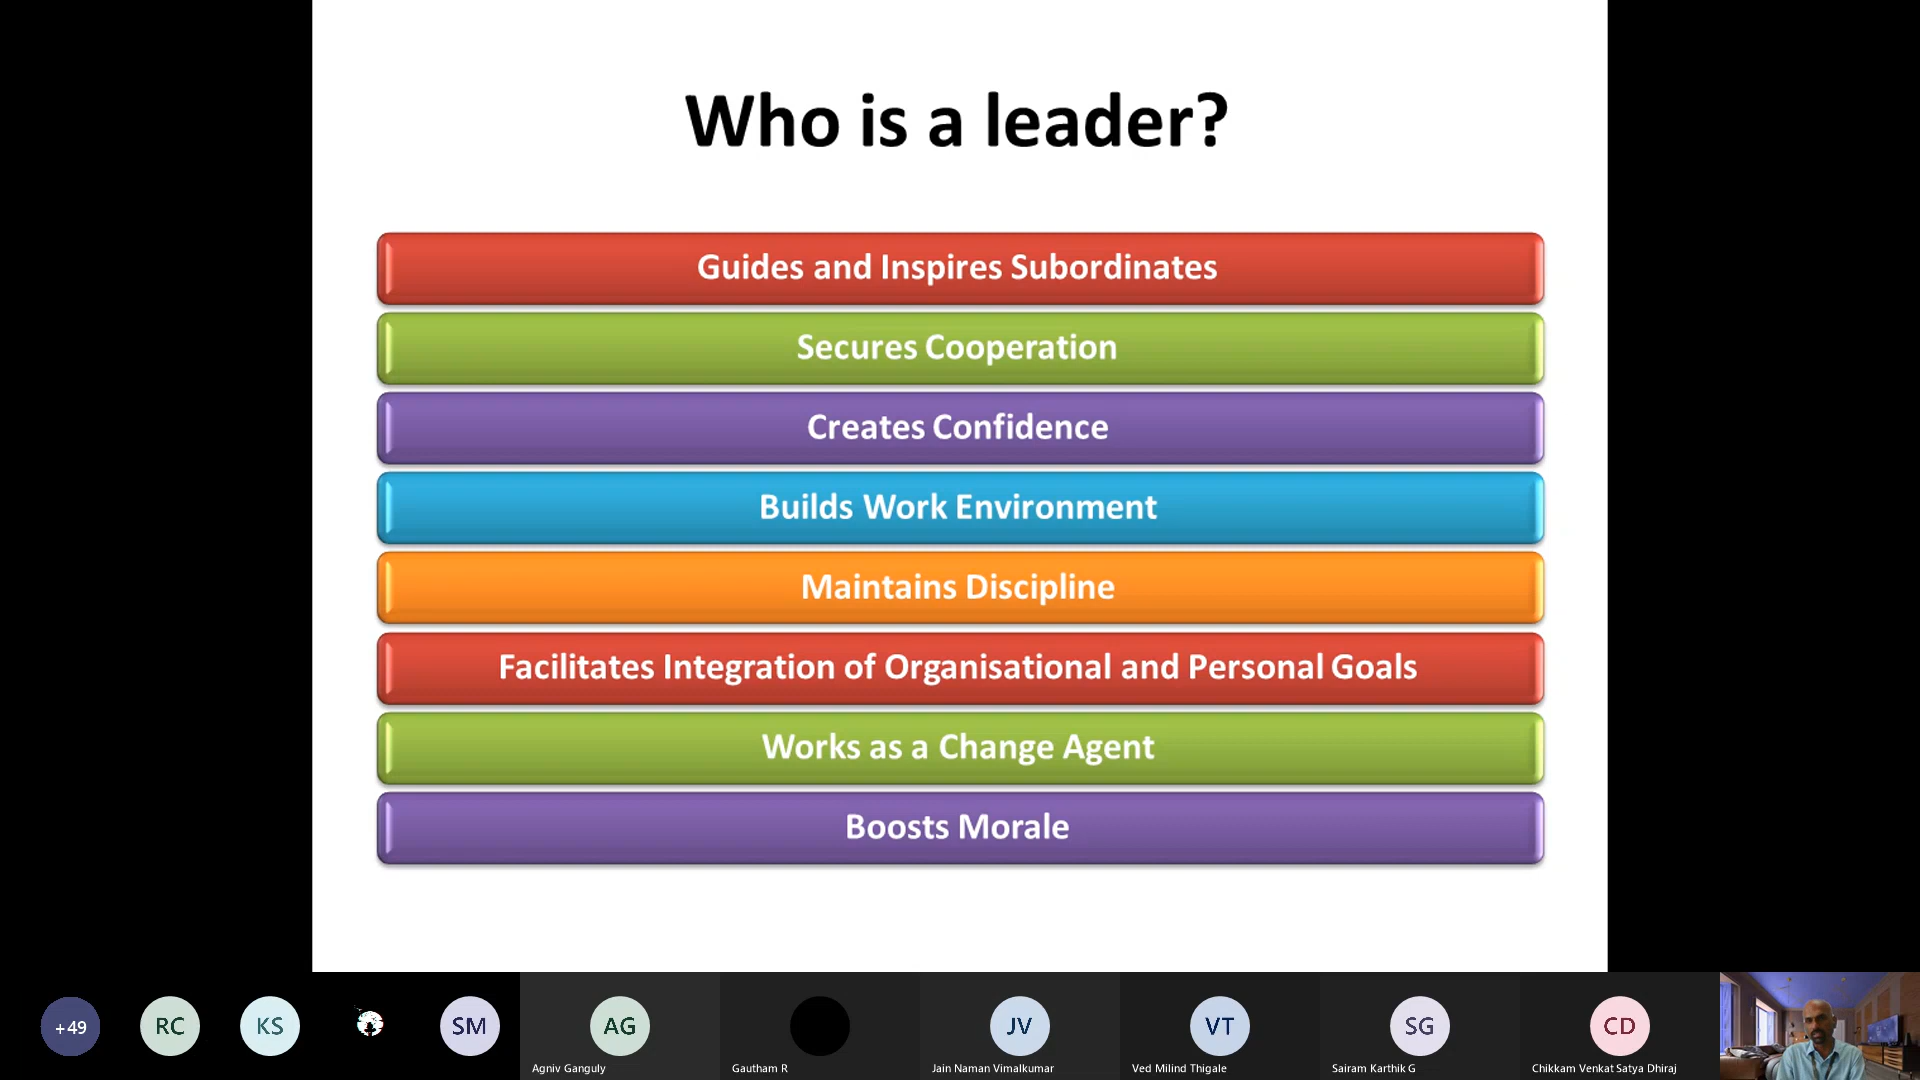 Who is a leader?
Guides and Inspires Subordinates
Secures Cooperation
Creates Confidence
Builds Work Environment
Maintains Discipline
Facilitates Integration of Organisational and Personal Goals
Works as a Change Agent
Boosts Morale
+49
RC
KS
SM
AG
JV
VT
SG
CD
Agniv Ganguly
Gautham R
Jain Naman Vimalkumar
Ved Milind Thigale
Sairam Karthik G
Chikkam Venkat Satya Dhiraj